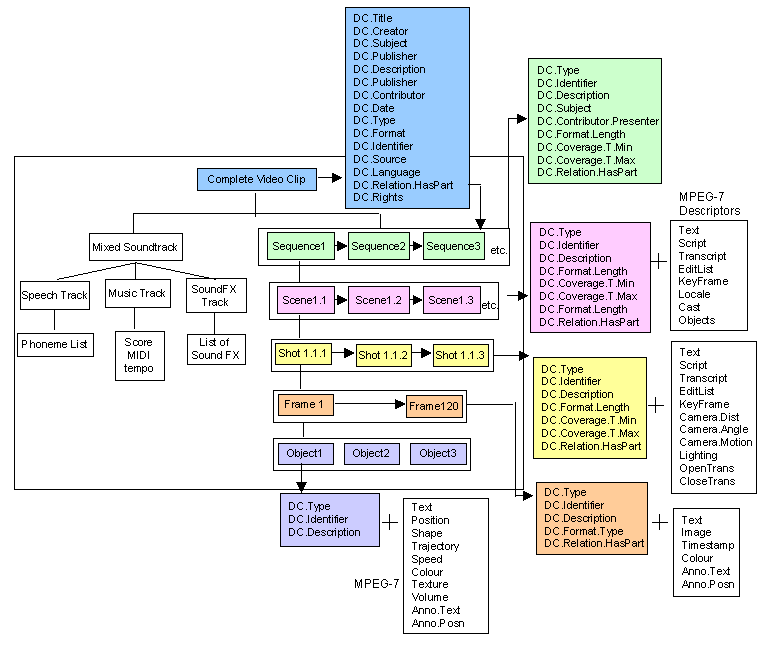 DC.Title
DC.Creator
DC.Subject
DC.Publisher
DC.Description
DC.Publisher
DC.Contributor
DC.Date
DC.Type
DC.Format
DC.Identifier
DC.Source
DC.Language
DC.Relation.HasPart
DC.Rights
DC.Type
DC.Identifier
DC.Description
DC.Subject
DC.Contributor.Presenter
DC.Format.Length
DC.Coverage.T.Min
DC.Coverage.T.Max
DC.Relation.HasPart
Complete Video Clip
Mixed Soundtrack
Speech Track
Music Track
SoundFX
Track
Phoneme List
Score
MIDI
tempo
List of
Sound FX
Sequence1
Sequence2
Sequence3
etc.
Scene1.1
Scene1.2
Scene1.3
etc.
Shot 1.1.1
Shot 1.1.2
Shot 1.1.3
Frame 1
Frame120
Object1
Object2
Object3
DC.Type
DC.Identifier
DC.Description
DC.Format.Length
DC.Coverage.T.Min
DC.Coverage.T.Max
DC.Format.Length
DC.Relation.HasPart
MPEG-7
Descriptors
Text
Script
Transcript
EditList
KeyFrame
Locale
Cast
Objects
DC.Type
DC.Identifier
DC.Description
DC.Format.Length
DC.Coverage.T.Min
DC.Coverage.T.Max
DC.Relation.HasPart
Text
Script
Transcript
EditList
KeyFrame
Camera.Dist
Camera.Angle
Camera.Motion
Lighting
OpenTrans
CloseTrans
DC.Type
DC.Identifier
DC.Description
DC.Format.Type
DC.Relation.HasPart
Text
Image
Timestamp
Colour
Anno.Text
Anno.Posn
DC.Type
DC.Identifier
DC.Description
MPEG-7
Text
Position
Shape
Trajectory
Speed
Colour
Texture
Volume
Anno.Text
Anno.Posn